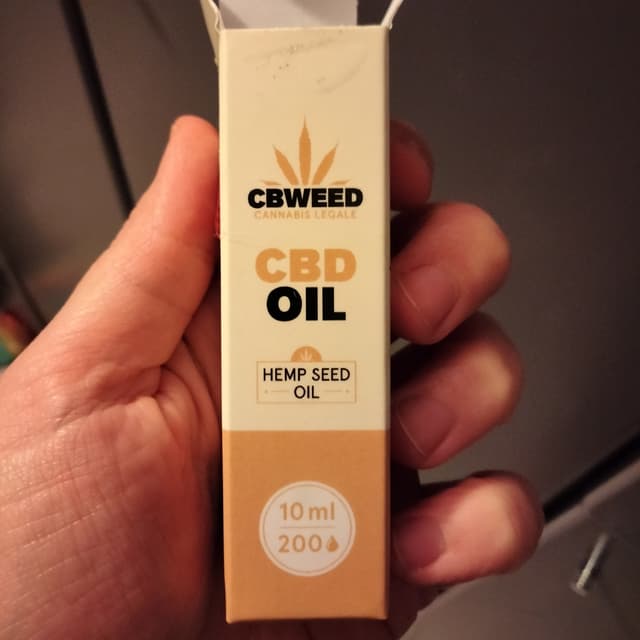 CBWEED
CANNABIS LEGALE
CBD
OIL
HEMP SEED
OIL
10 ml
200